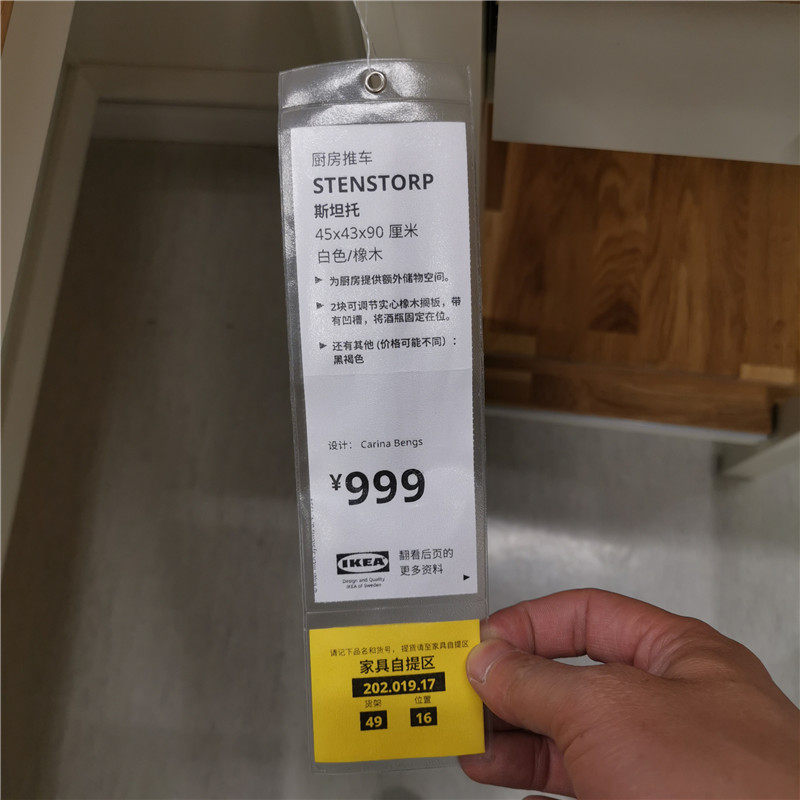 厨房推车
STENSTORP
斯坦托
45x43x90 厘米
白色/橡木
▶ 为厨房提供额外储物空间。
▶ 2块可调节实心橡木搁板，带
有凹槽，将酒瓶固定在位。
▶ 还有其他 (价格可能不同)：
黑褐色
设计： Carina Bengs
¥999
IKEA
Design and Quality
IKEA of Sweden
翻看后页的
更多资料 ▶
请记下品名和货号，提货请至家具自提区
家具自提区
202.019.17
货架 位置
49 16